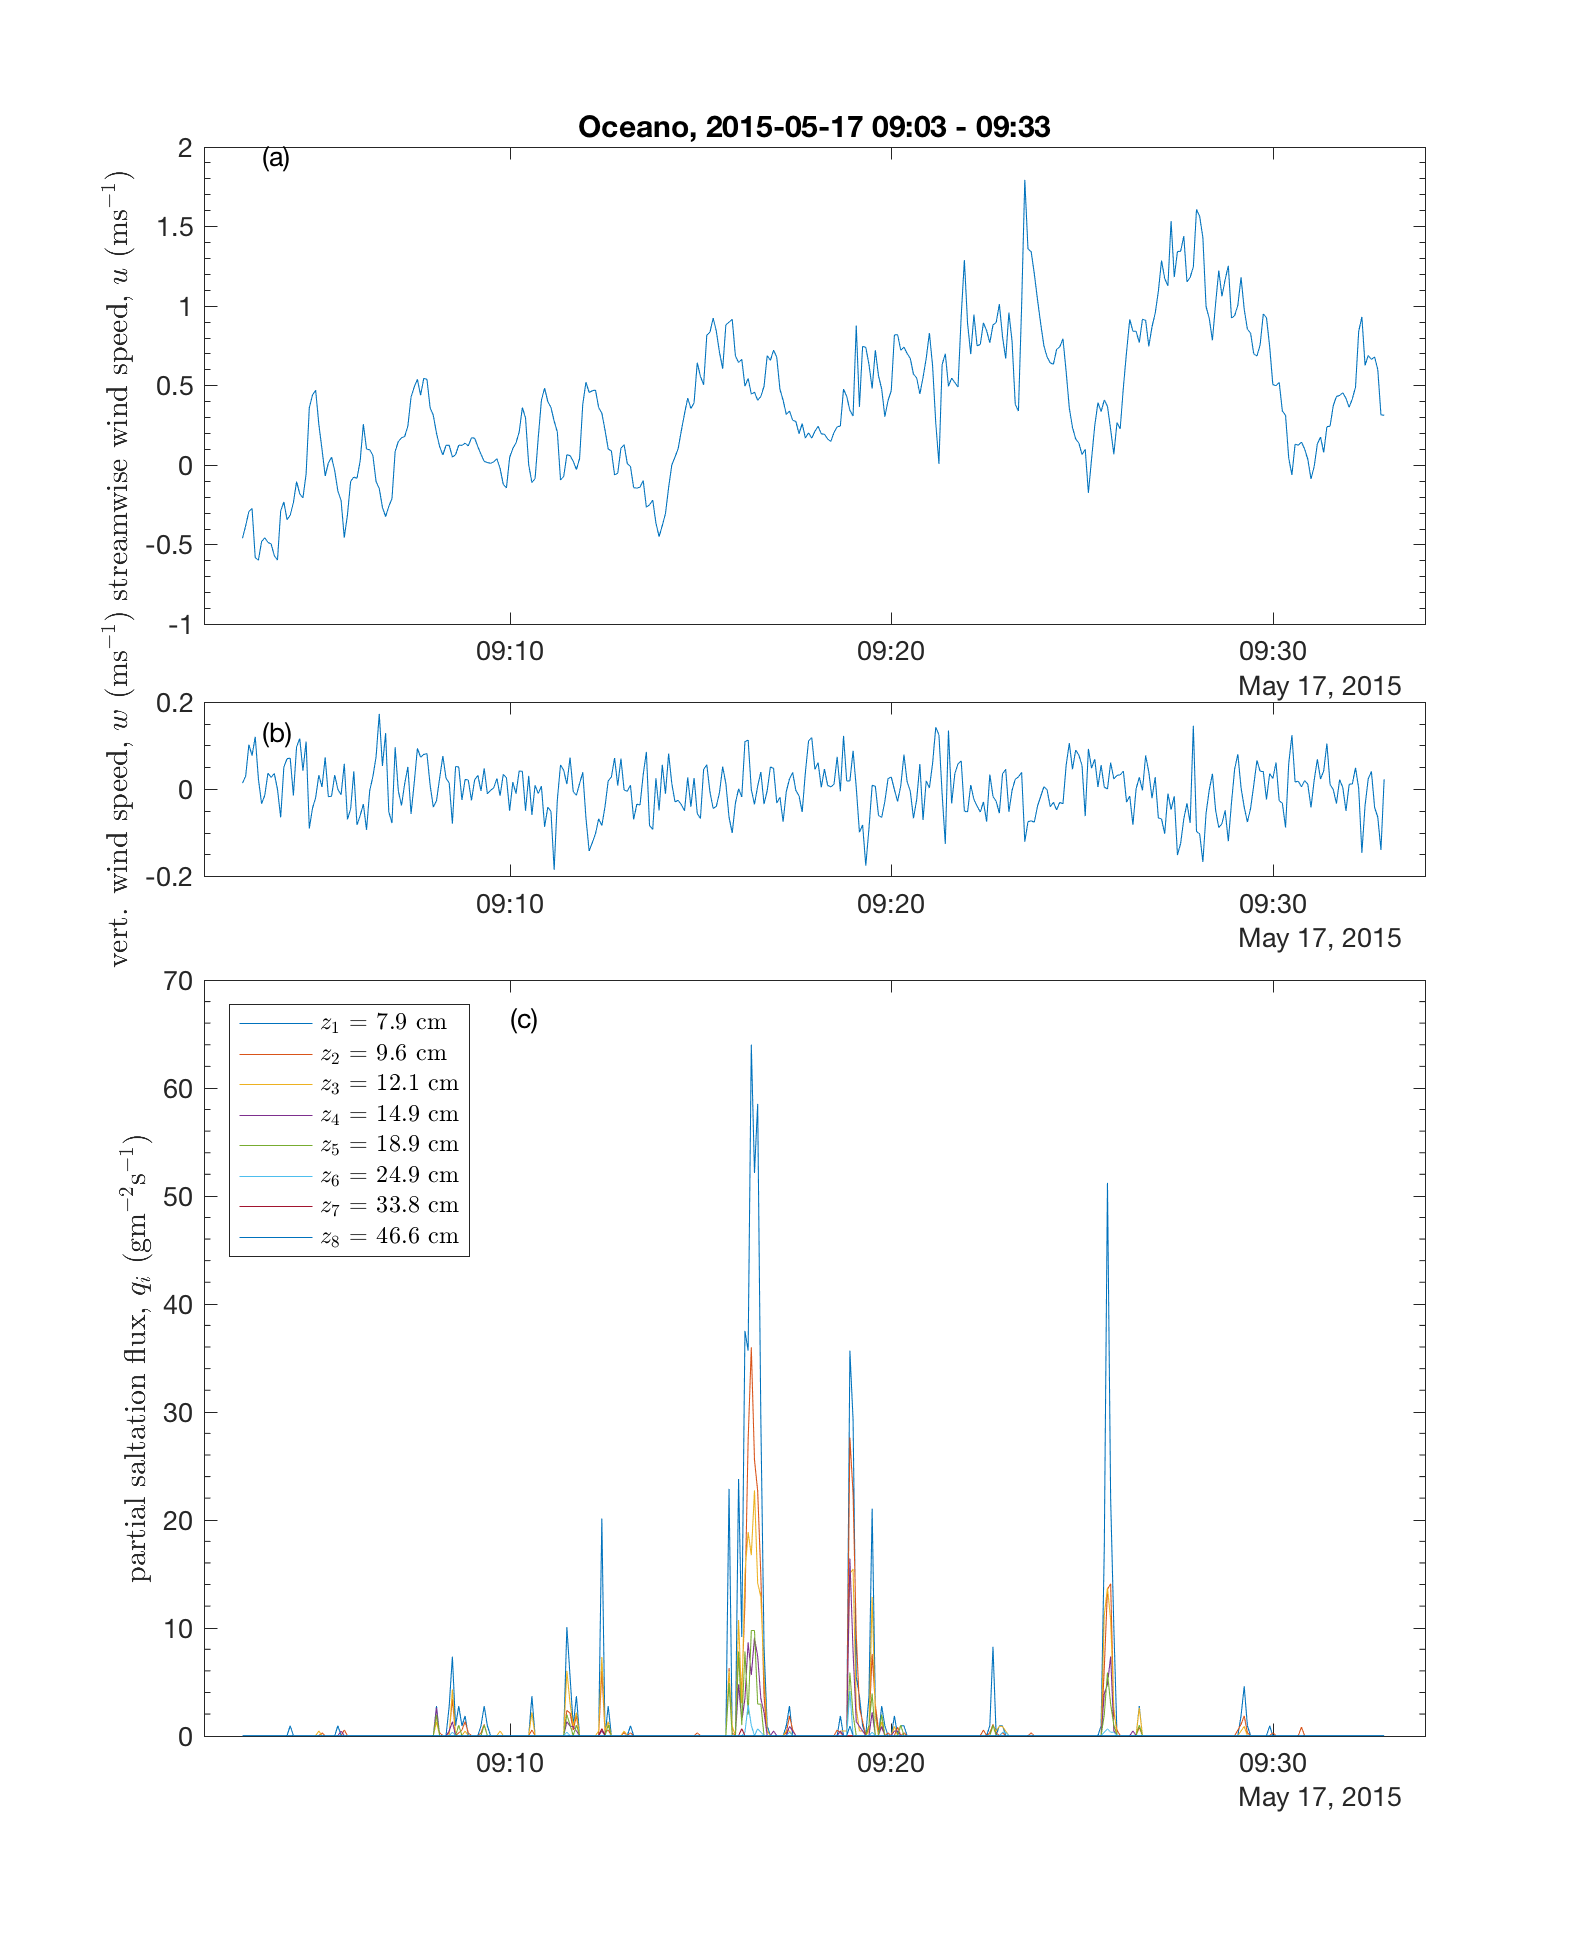 Oceano, 2015-05-17 09:03 - 09:33
(a)
streamwise wind speed, u (ms⁻¹)
2
1.5
1
0.5
0
-0.5
-1
09:10 09:20 09:30
May 17, 2015
(b)
vert. wind speed, w (ms⁻¹)
0.2
0
-0.2
09:10 09:20 09:30
May 17, 2015
(c)
partial saltation flux, qᵢ (gm⁻²s⁻¹)
70
60
50
40
30
20
10
0
z₁ = 7.9 cm
z₂ = 9.6 cm
z₃ = 12.1 cm
z₄ = 14.9 cm
z₅ = 18.9 cm
z₆ = 24.9 cm
z₇ = 33.8 cm
z₈ = 46.6 cm
09:10 09:20 09:30
May 17, 2015